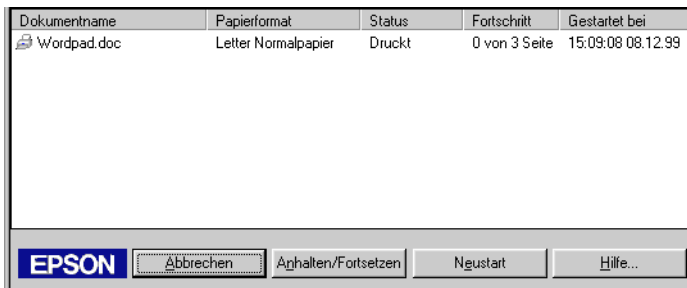 Dokumentname Papierformat Status Fortschritt Gestartet bei
Wordpad.doc Letter Normalpapier Druckt 0 von 3 Seite 15:09:08 08.12.99
EPSON Abbrechen Anhalten/Fortsetzen Neustart Hilfe...